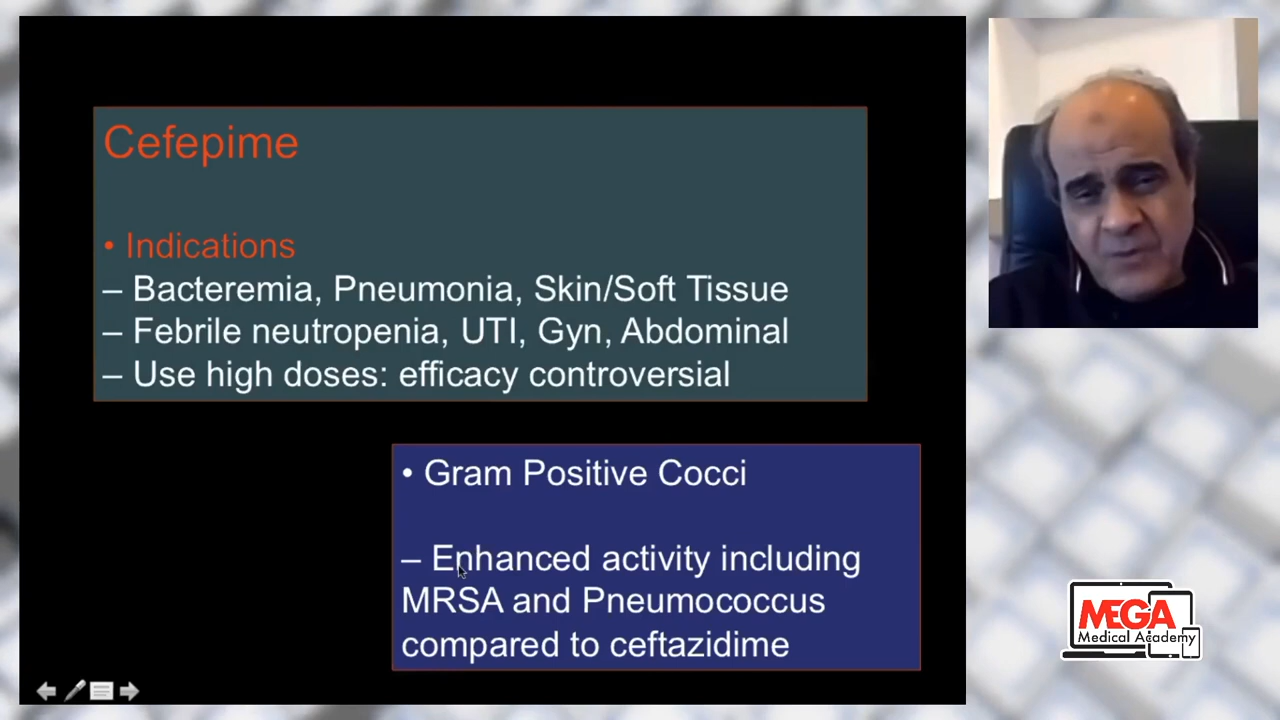 Cefepime
• Indications
– Bacteremia, Pneumonia, Skin/Soft Tissue
– Febrile neutropenia, UTI, Gyn, Abdominal
– Use high doses: efficacy controversial
• Gram Positive Cocci
– Enhanced activity including
MRSA and Pneumococcus
compared to ceftazidime
MEGA
Medical Academy